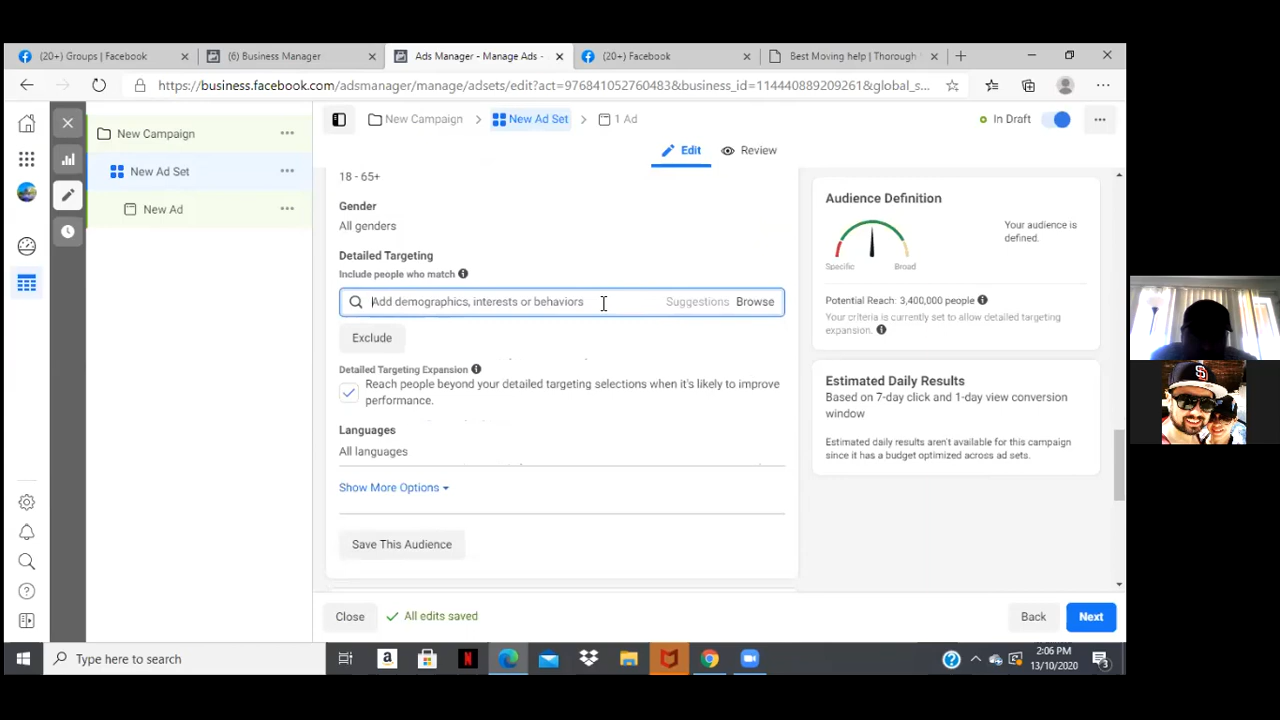 (20+) Groups | Facebook
(6) Business Manager
Ads Manager - Manage Ads -
(20+) Facebook
Best Moving help | Thorough
https://business.facebook.com/adsmanager/manage/adsets/edit?act=976841052760483&business_id=1144408892092 61&global_s...
New Campaign
New Ad Set
New Ad
New Campaign
New Ad Set
1 Ad
In Draft
Edit
Review
18 - 65+
Gender
All genders
Detailed Targeting
Include people who match
Add demographics, interests or behaviors
Suggestions
Browse
Exclude
Detailed Targeting Expansion
Reach people beyond your detailed targeting selections when it's likely to improve
performance.
Languages
All languages
Show More Options
Save This Audience
Audience Definition
Your audience is
defined.
Specific
Broad
Potential Reach: 3,400,000 people
Your criteria is currently set to allow detailed targeting
expansion.
Estimated Daily Results
Based on 7-day click and 1-day view conversion
window
Estimated daily results aren't available for this campaign
since it has a budget optimized across ad sets.
Close
All edits saved
Back
Next
Type here to search
2:06 PM
13/10/2020
3